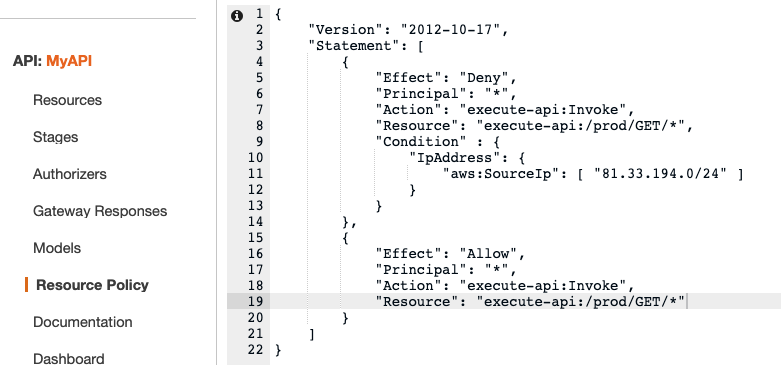 API: MyAPI
Resources
Stages
Authorizers
Gateway Responses
Models
Resource Policy
Documentation
Dashboard
1 {
2 "Version": "2012-10-17",
3 "Statement": [
4 {
5 "Effect": "Deny",
6 "Principal": "*",
7 "Action": "execute-api:Invoke",
8 "Resource": "execute-api:/prod/GET/*",
9 "Condition" : {
10 "IpAddress": {
11 "aws:SourceIp": [ "81.33.194.0/24" ]
12 }
13 }
14 },
15 {
16 "Effect": "Allow",
17 "Principal": "*",
18 "Action": "execute-api:Invoke",
19 "Resource": "execute-api:/prod/GET/*"
20 }
21 ]
22 }